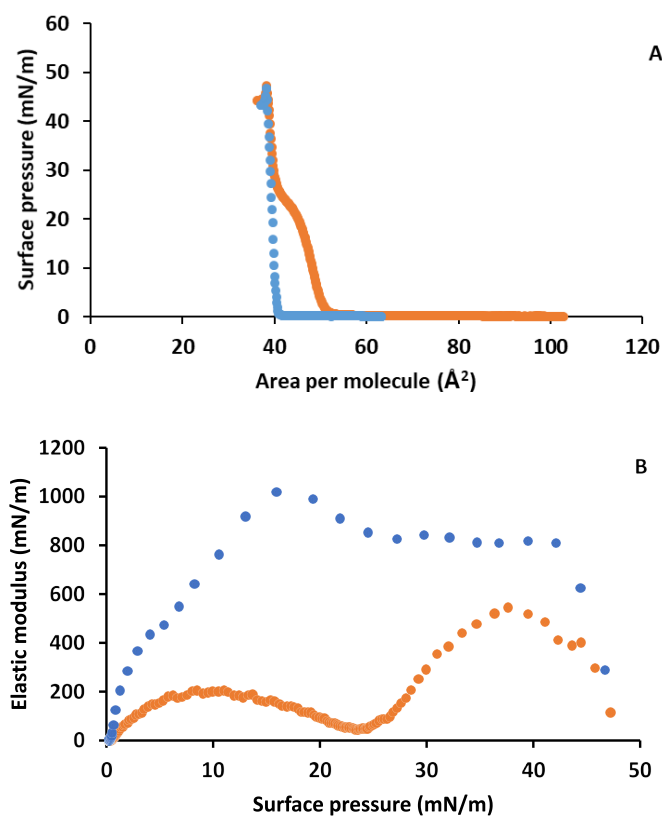 A
60
50
40
30
20
10
0
Surface pressure (mN/m)
0 20 40 60 80 100 120
Area per molecule (Å²)
B
1200
1000
800
600
400
200
0
Elastic modulus (mN/m)
0 10 20 30 40 50
Surface pressure (mN/m)